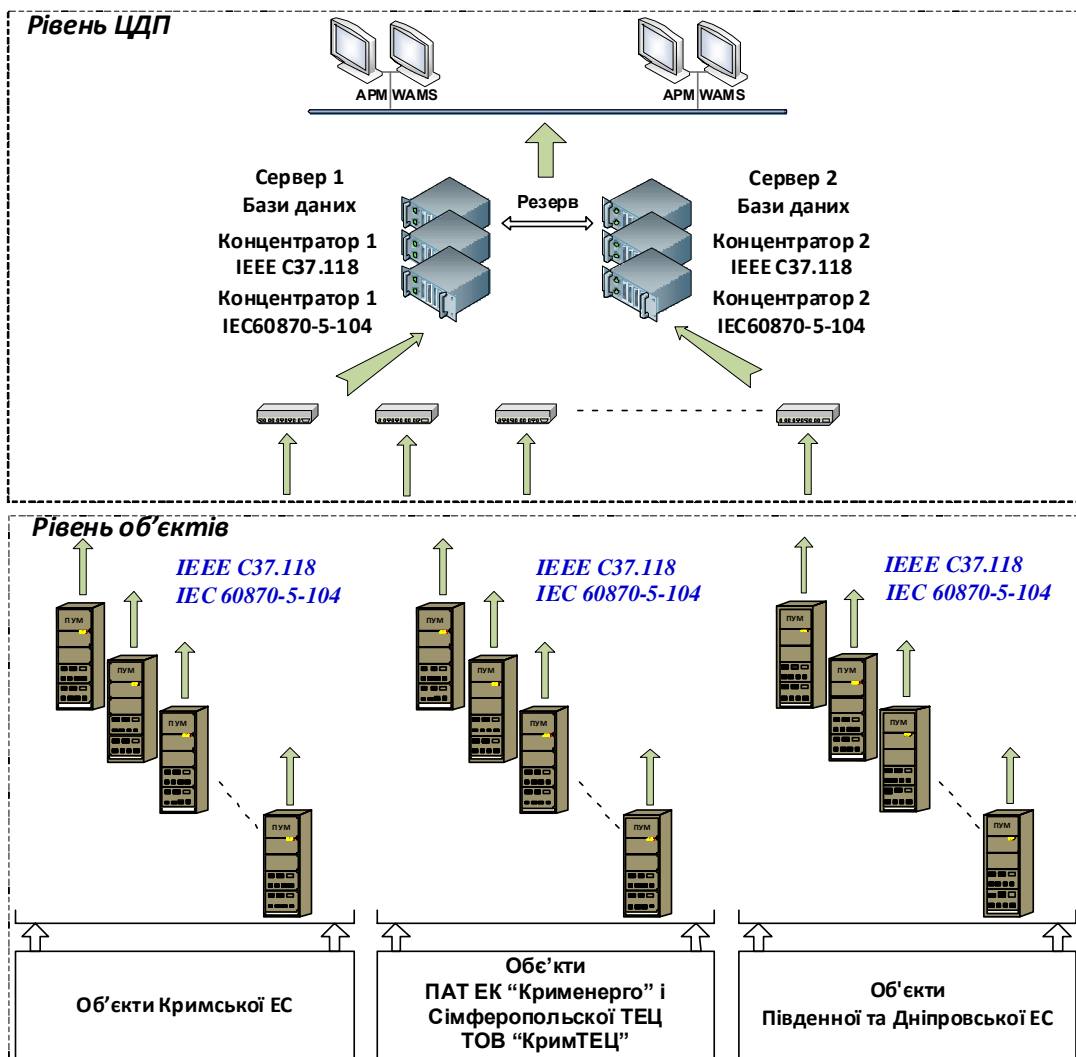 Рівень ЦДП
АРМ WAMS
АРМ WAMS
Сервер 1
Бази даних
Концентратор 1
IEEE C37.118
Концентратор 1
IEC60870-5-104
Резерв
Сервер 2
Бази даних
Концентратор 2
IEEE C37.118
Концентратор 2
IEC60870-5-104
Рівень об’єктів
IEEE C37.118
IEC 60870-5-104
IEEE C37.118
IEC 60870-5-104
IEEE C37.118
IEC 60870-5-104
ПУМ
ПУМ
ПУМ
ПУМ
ПУМ
ПУМ
ПУМ
ПУМ
ПУМ
ПУМ
ПУМ
ПУМ
Об’єкти Кримської ЕС
Обє’кти
ПАТ ЕК “Крименерго” і
Сімферопольскої ТЕЦ
ТОВ “КримТЕЦ”
Об'єкти
Південної та Дніпровської ЕС